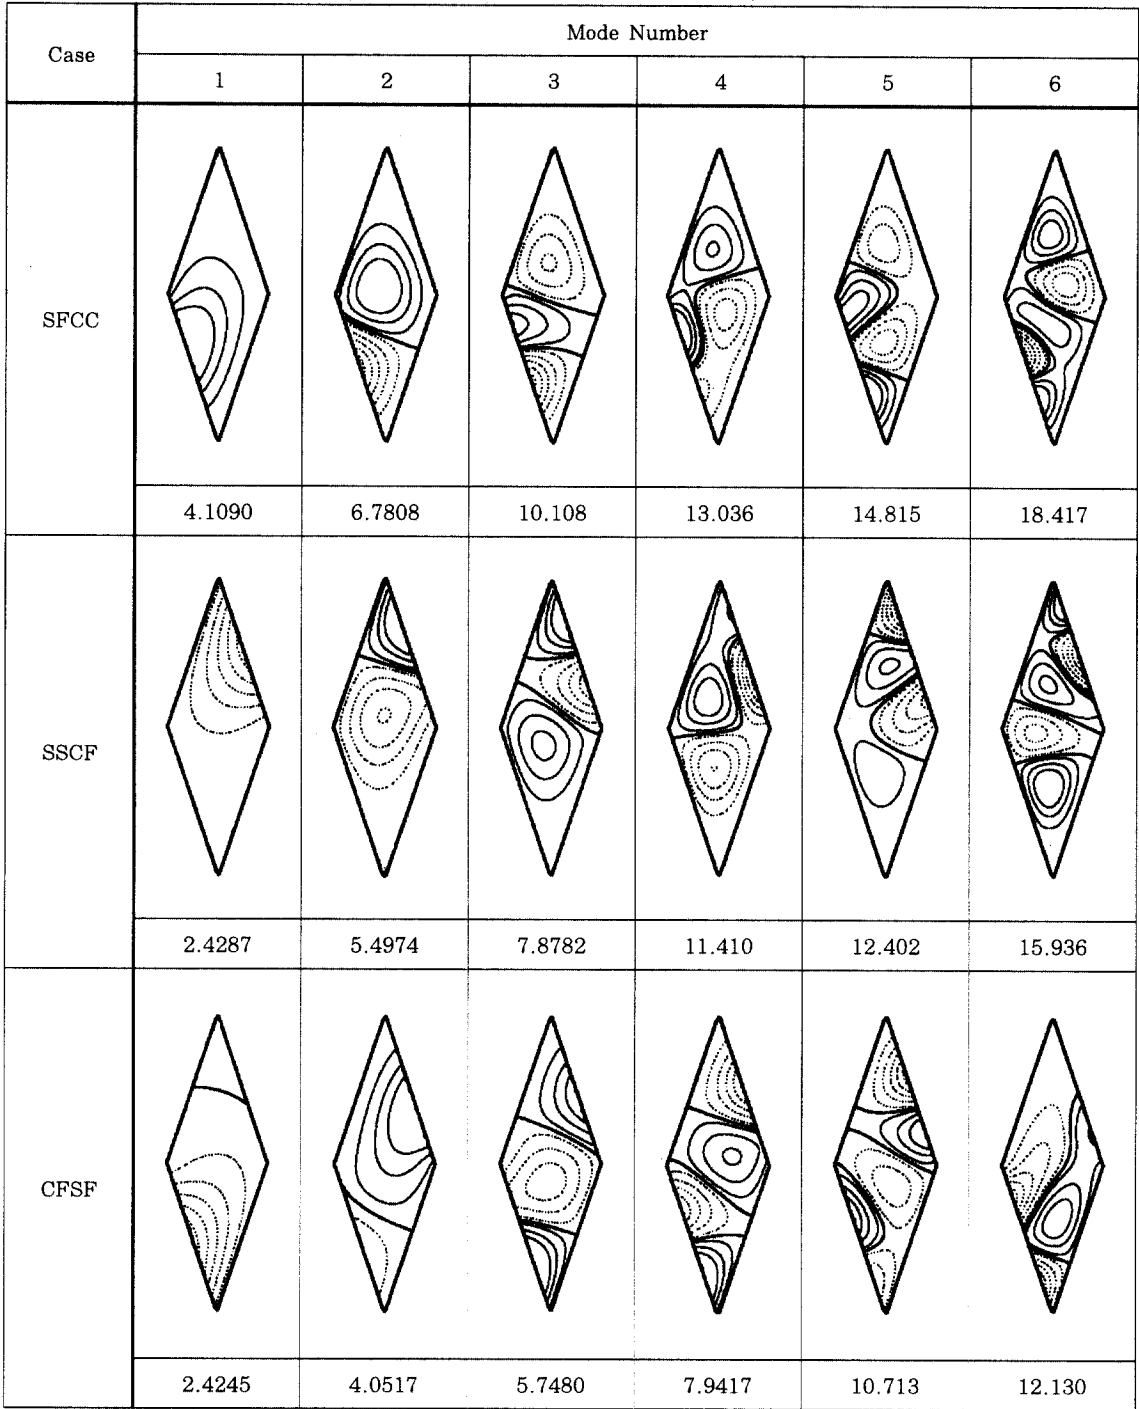 Case
Mode Number
1 2 3 4 5 6
SFCC
4.1090 6.7808 10.108 13.036 14.815 18.417
SSCF
2.4287 5.4974 7.8782 11.410 12.402 15.936
CFSF
2.4245 4.0517 5.7480 7.9417 10.713 12.130